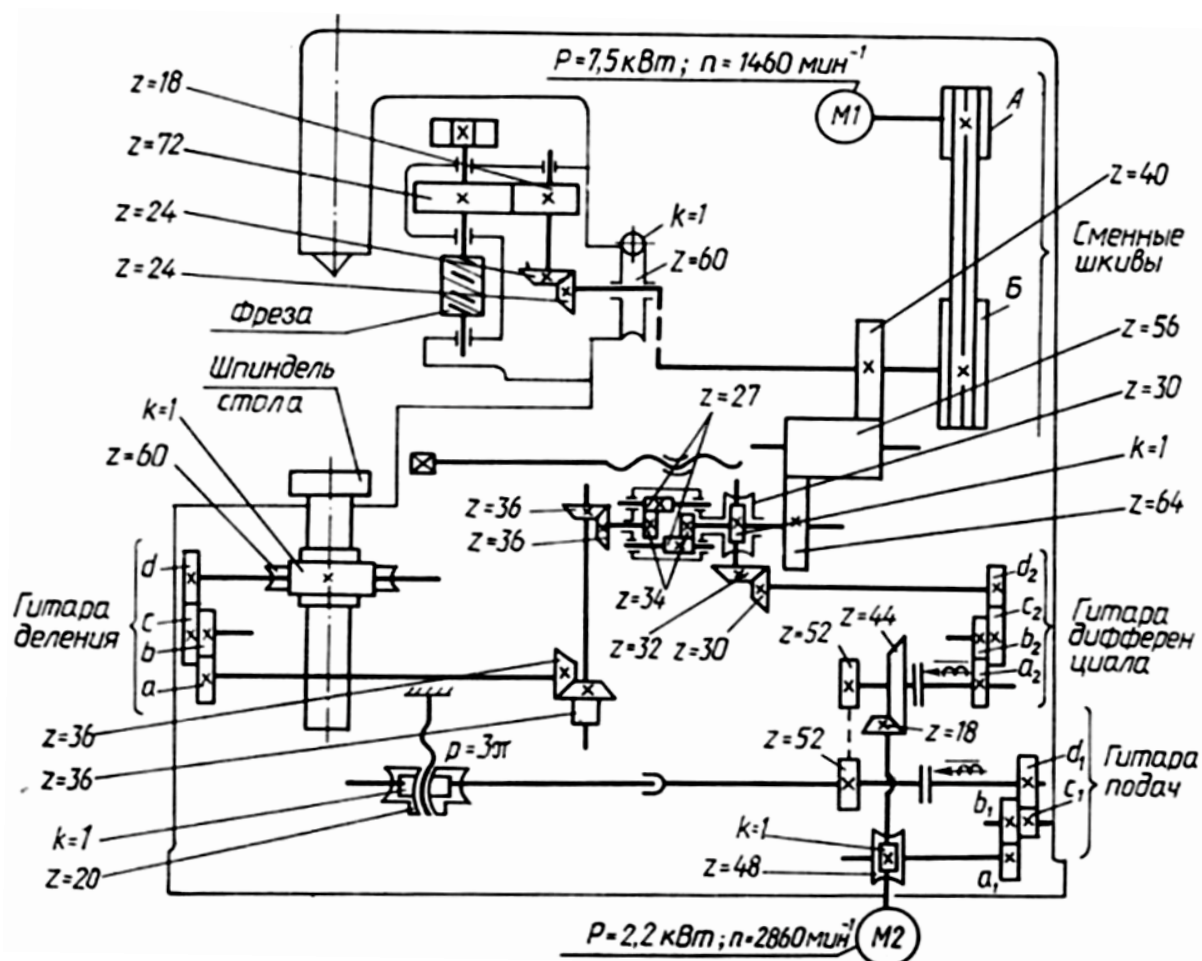 P=7,5 кВт; n=1460 мин⁻¹
M1
A
z=18
z=72
z=24
z=24
Фреза
k=1
z=60
z=40
Сменные
шкивы
Б
z=56
z=30
k=1
z=64
Шпиндель
стола
k=1
z=60
z=27
z=36
z=36
z=34
z=32
z=30
d
c
b
a
Гитара
деления
z=52
z=44
d₂
c₂
b₂
a₂
Гитара
дифферен
циала
z=36
z=36
p=3π
z=52
z=18
d₁
c₁
b₁
a₁
Гитара
подач
k=1
z=20
k=1
z=48
P=2,2 кВт; n=2860 мин⁻¹
M2